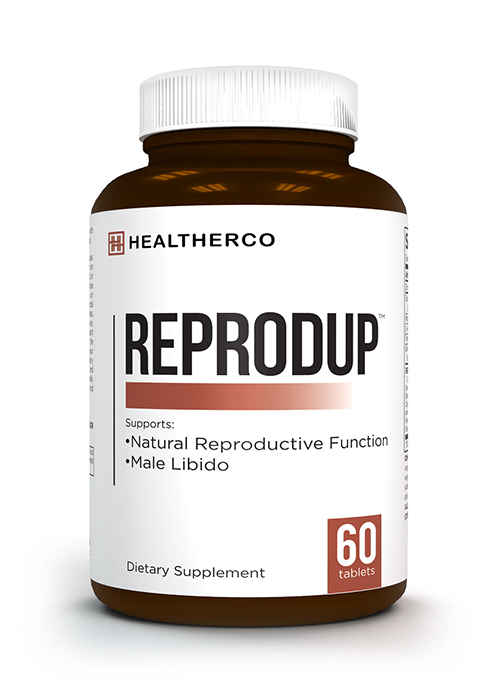 HEALTHERCO
REPRODUP™
Supports:
•Natural Reproductive Function
•Male Libido
60
tablets
Dietary Supplement